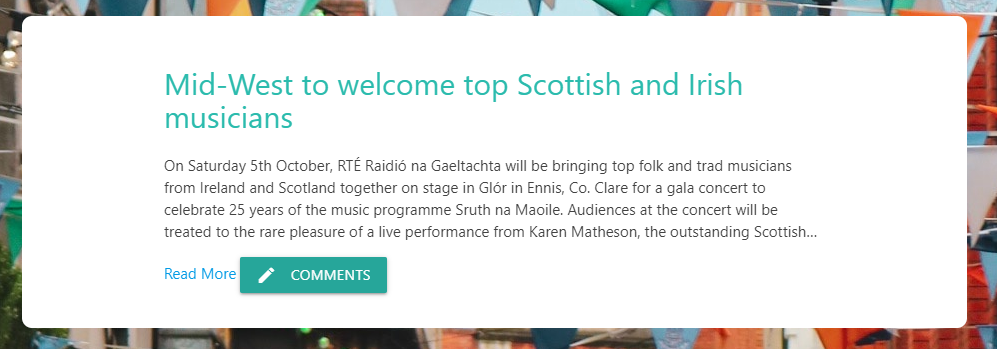 Mid-West to welcome top Scottish and Irish
musicians
On Saturday 5th October, RTÉ Raidió na Gaeltachta will be bringing top folk and trad musicians
from Ireland and Scotland together on stage in Glór in Ennis, Co. Clare for a gala concert to
celebrate 25 years of the music programme Sruth na Maoile. Audiences at the concert will be
treated to the rare pleasure of a live performance from Karen Matheson, the outstanding Scottish...
Read More COMMENTS